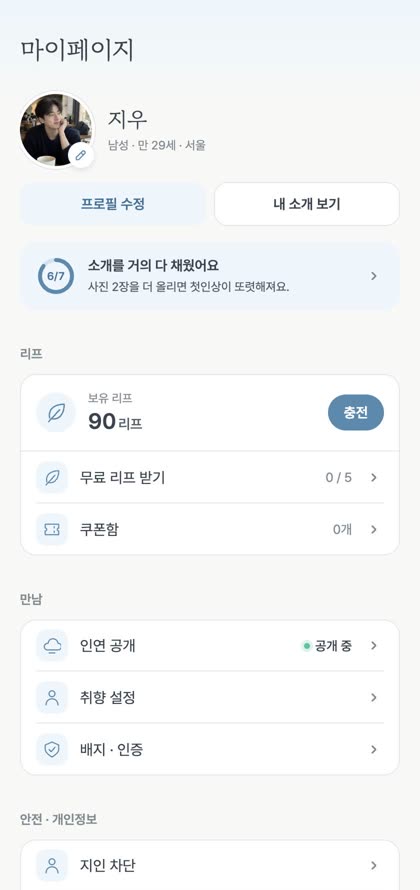 마이페이지
지우
남성 · 만 29세 · 서울
프로필 수정
내 소개 보기
6/7
소개를 거의 다 채웠어요
사진 2장을 더 올리면 첫인상이 또렷해져요.
리프
보유 리프
90 리프
충전
무료 리프 받기
0 / 5
쿠폰함
0개
만남
인연 공개
공개 중
취향 설정
배지 · 인증
안전 · 개인정보
지인 차단